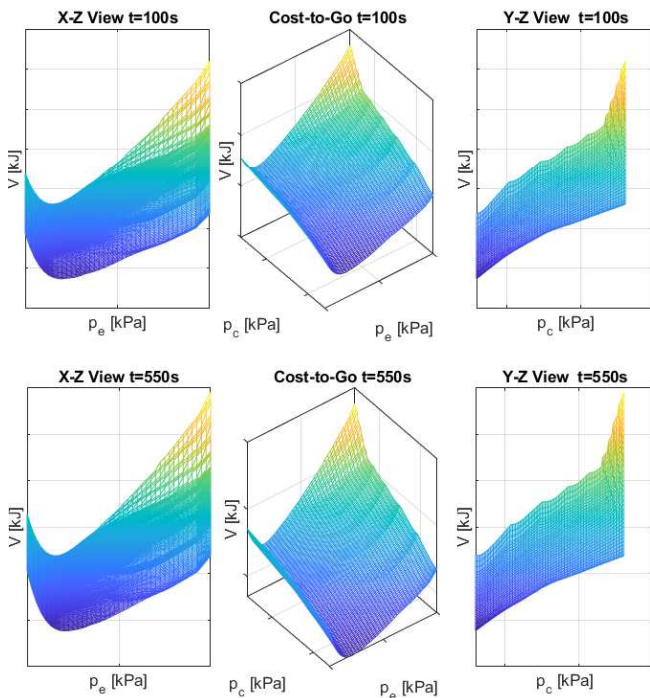 X-Z View t=100s
Cost-to-Go t=100s
Y-Z View t=100s
V [kJ]
V [kJ]
V [kJ]
p_e [kPa]
p_c [kPa]
p_e [kPa]
p_c [kPa]
X-Z View t=550s
Cost-to-Go t=550s
Y-Z View t=550s
V [kJ]
V [kJ]
V [kJ]
p_e [kPa]
p_c [kPa]
p_e [kPa]
p_c [kPa]